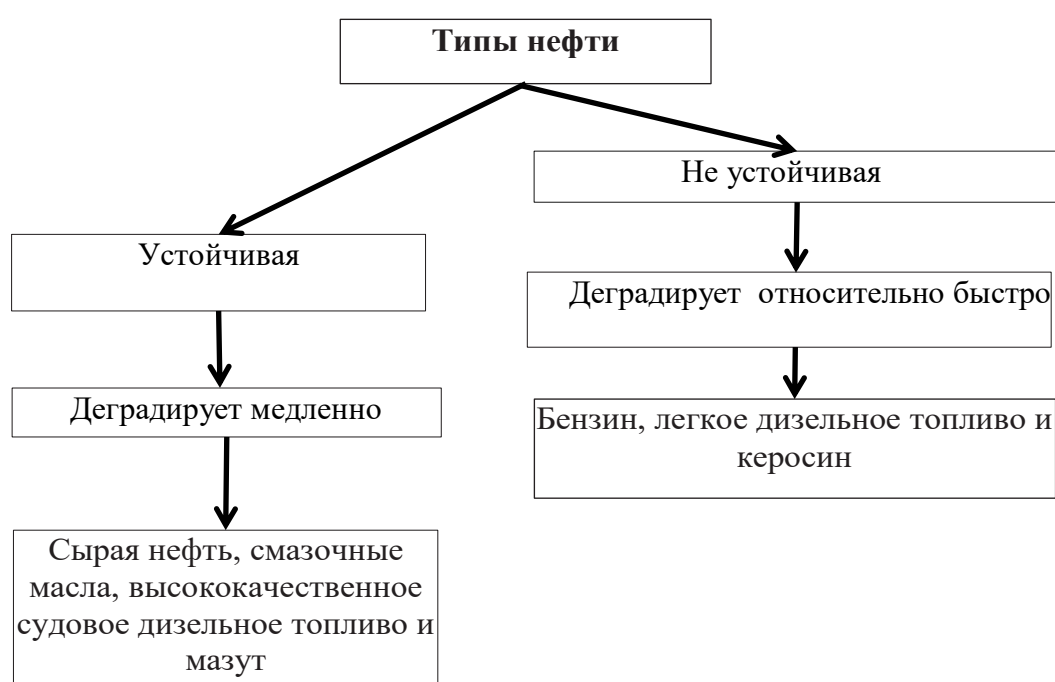 Типы нефти
Не устойчивая
Устойчивая
Деградирует относительно быстро
Деградирует медленно
Бензин, легкое дизельное топливо и
керосин
Сырая нефть, смазочные
масла, высококачественное
судовое дизельное топливо и
мазут